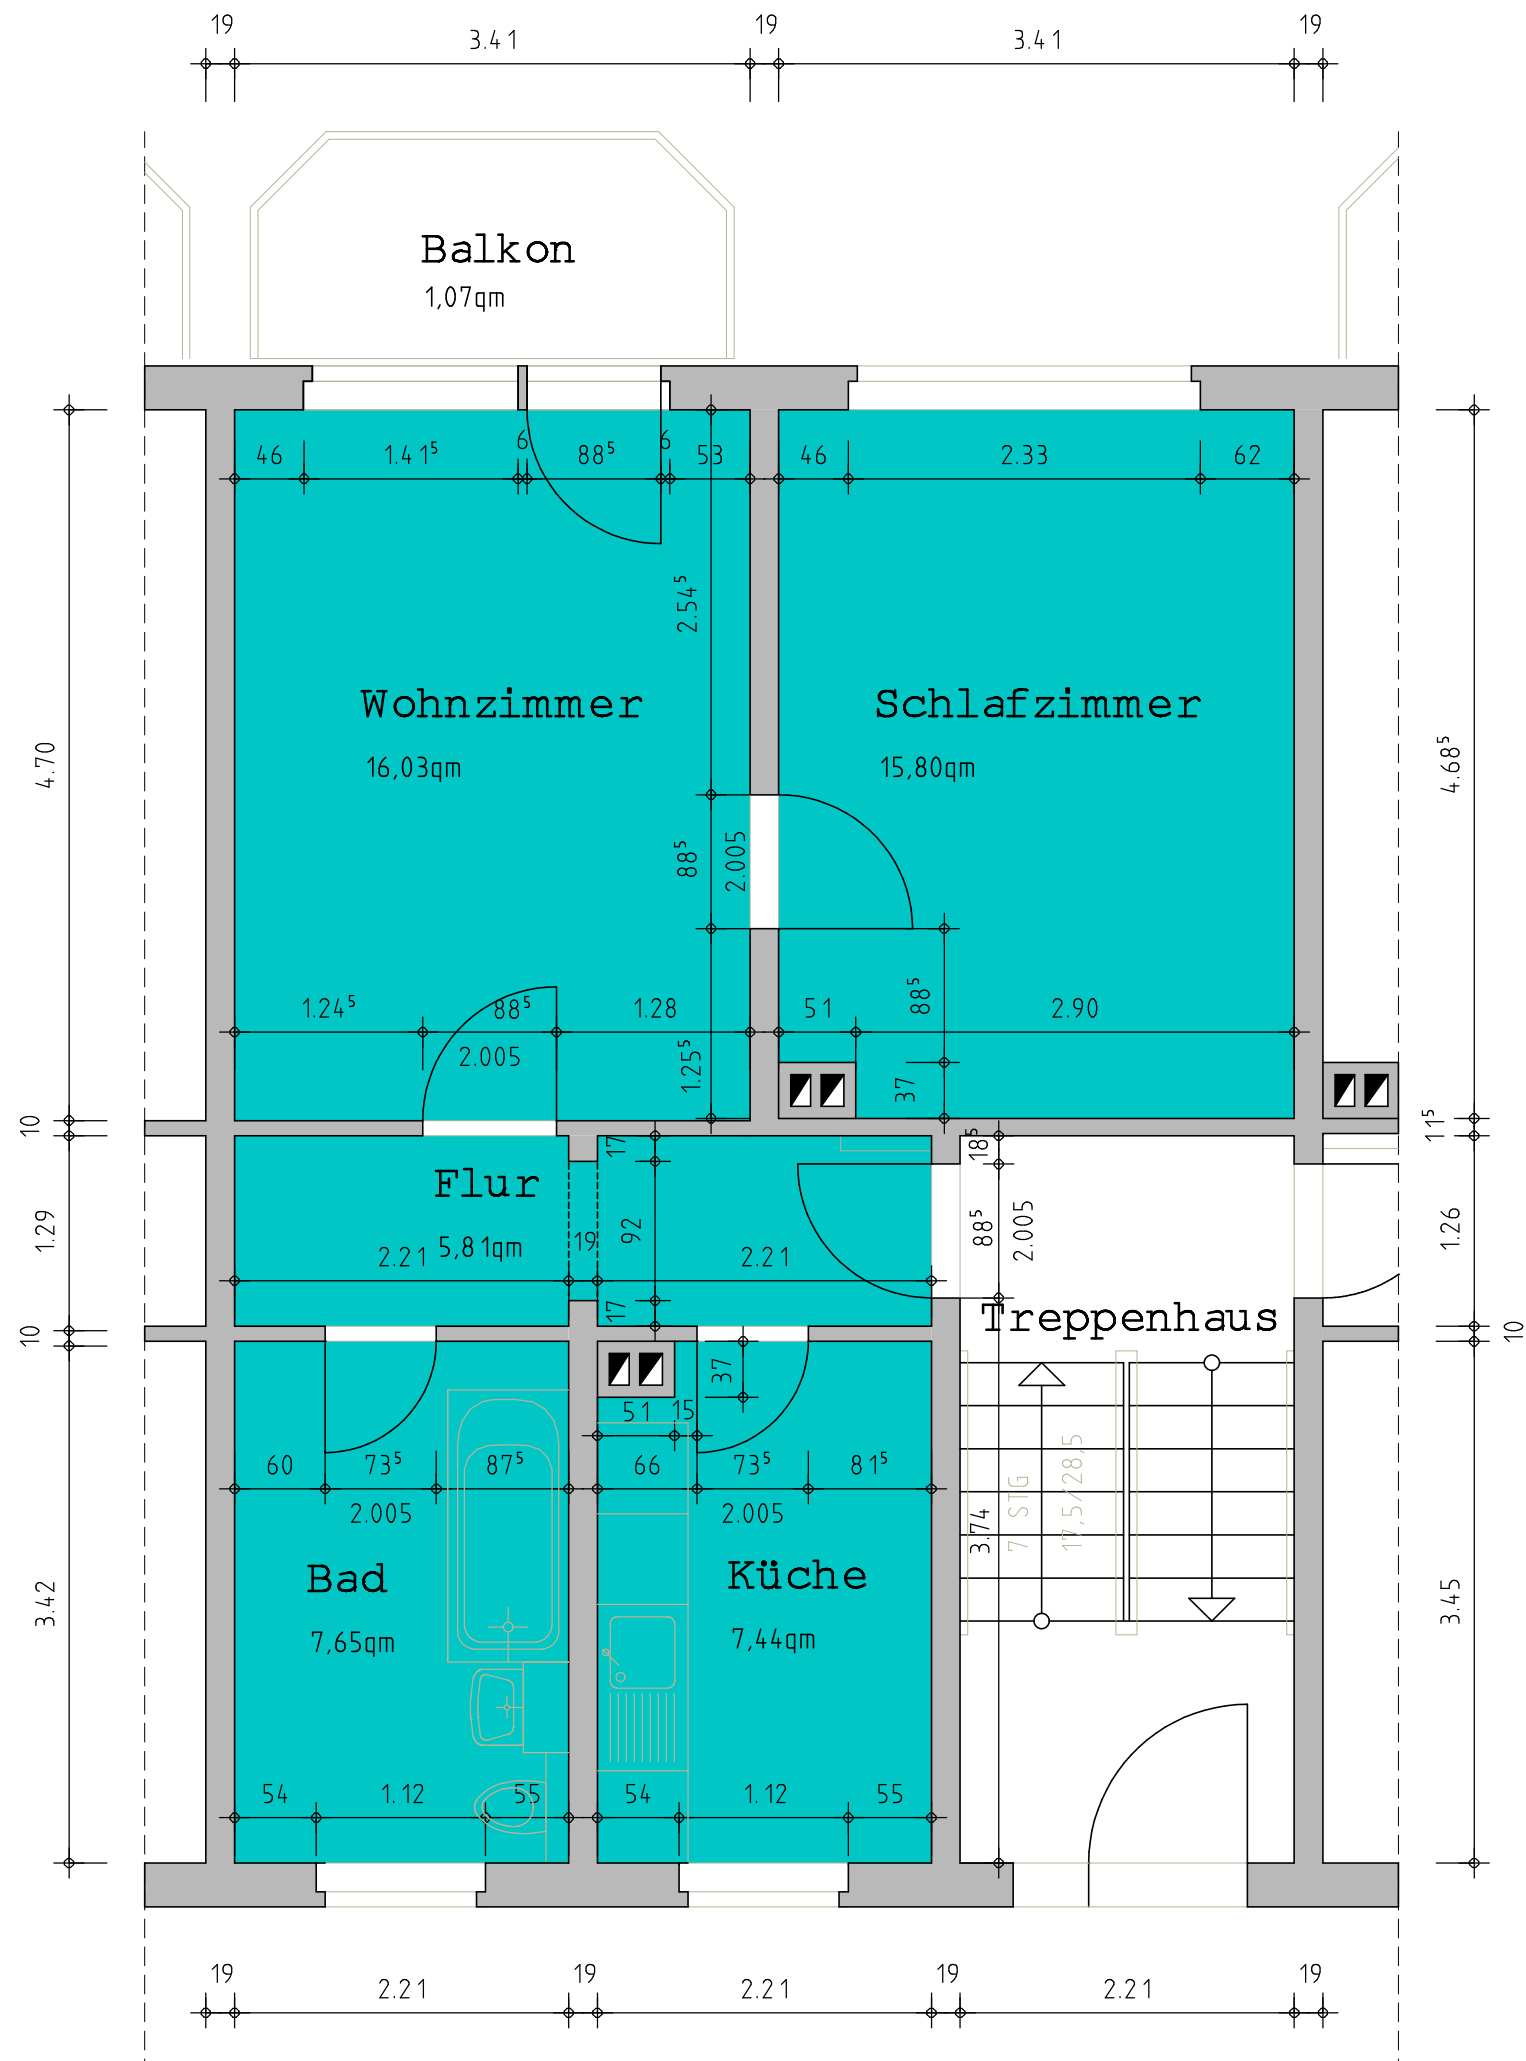 19 19 19
3.41 3.41
Balkon
1,07qm
46 1.41⁵ 6 88⁵ 6 53 46 2.33 62
2.54⁵
Wohnzimmer Schlafzimmer
16,03qm 15,80qm
4.70 4.68⁵
88⁵ 2.005
1.24⁵ 88⁵ 1.28 51 88⁵ 2.90
2.005 1.25⁵ 37
10 11⁵
17 18⁵
Flur
1.29 5,81qm 19 92 88⁵ 2.005 1.26
2.21 2.21
17 Treppenhaus
10 10
37
51 15
60 73⁵ 87⁵ 66 73⁵ 81⁵
2.005 2.005
3.74 7 STG 17,5/28,5
Bad Küche
3.42 3.45
7,65qm 7,44qm
54 1.12 55 54 1.12 55
19 19 19 19
2.21 2.21 2.21